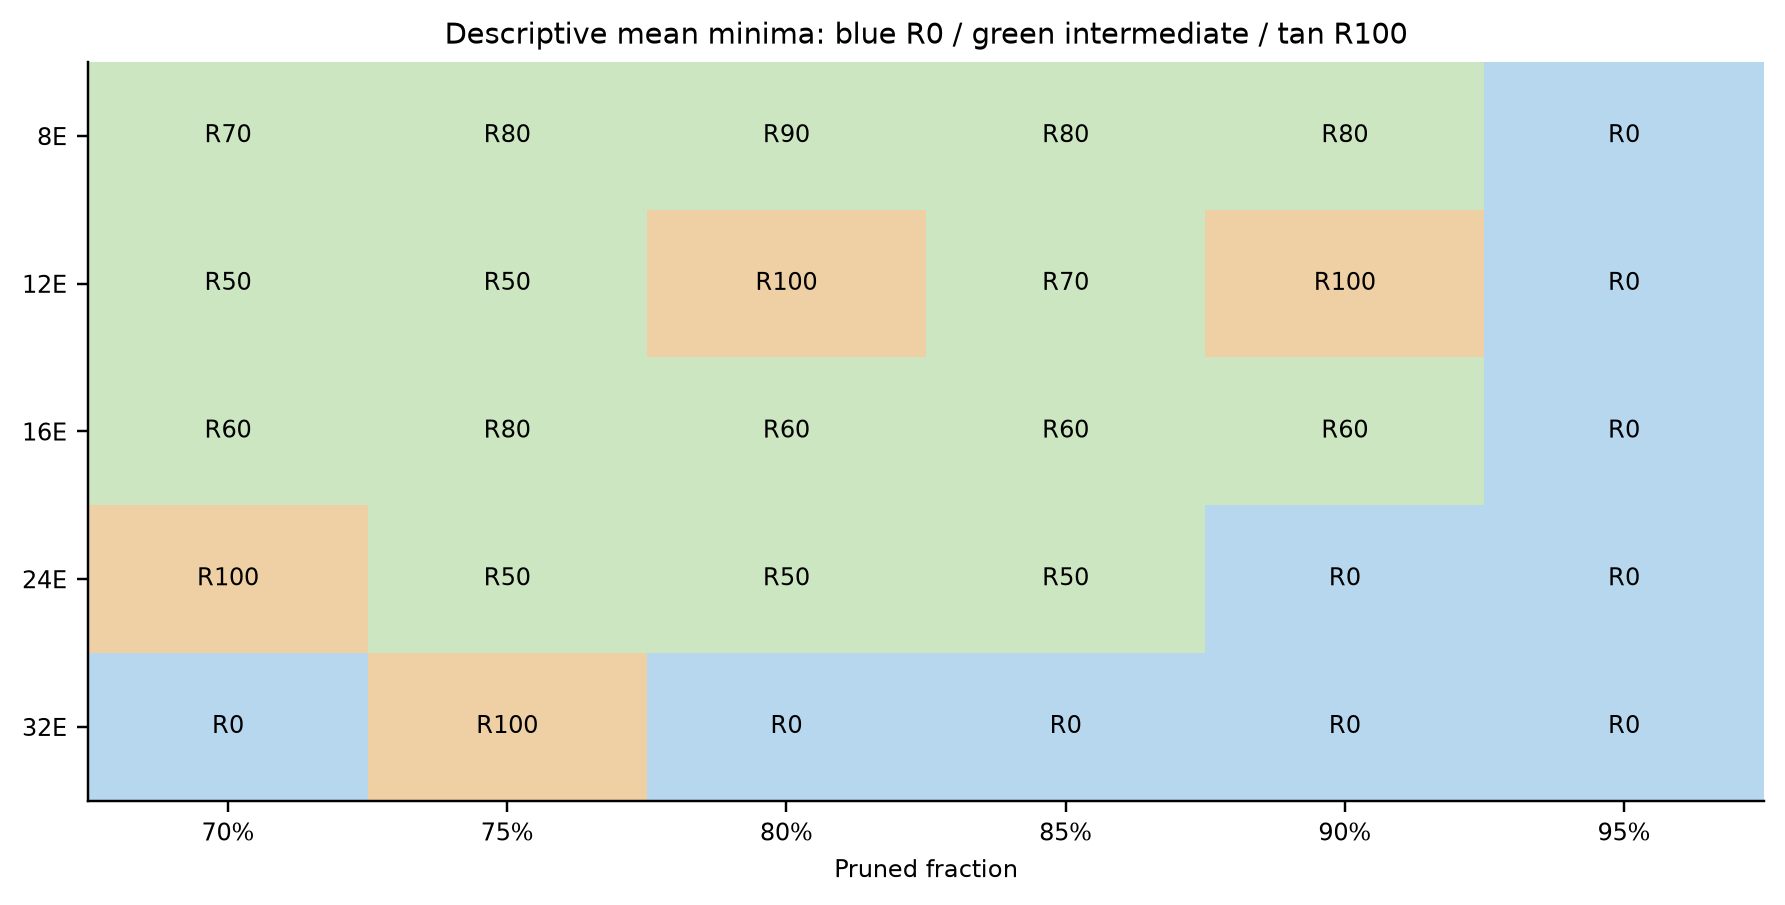 Descriptive mean minima: blue R0 / green intermediate / tan R100
8E R70 R80 R90 R80 R80 R0
12E R50 R50 R100 R70 R100 R0
16E R60 R80 R60 R60 R60 R0
24E R100 R50 R50 R50 R0 R0
32E R0 R100 R0 R0 R0 R0
70% 75% 80% 85% 90% 95%
Pruned fraction